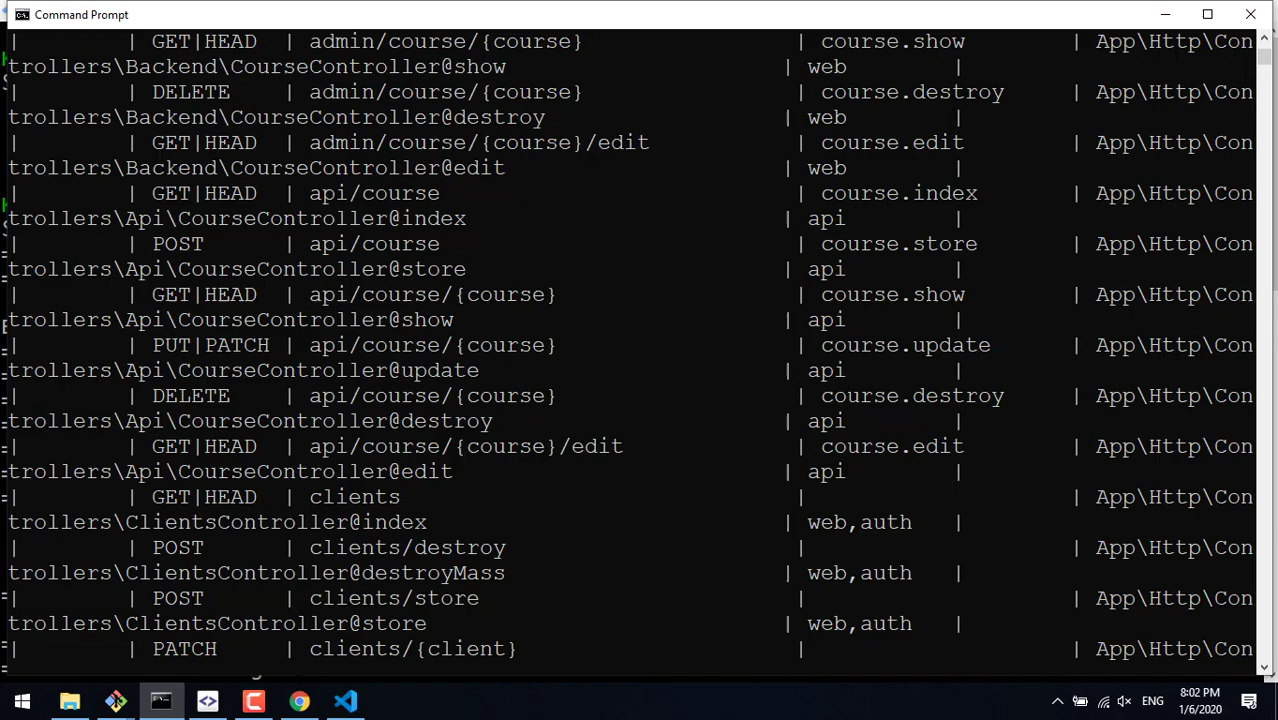 Command Prompt
|         | GET|HEAD  | admin/course/{course}                | course.show        | App\Http\Con
trollers\Backend\CourseController@show                     | web        |
|         | DELETE    | admin/course/{course}                | course.destroy     | App\Http\Con
trollers\Backend\CourseController@destroy                  | web        |
|         | GET|HEAD  | admin/course/{course}/edit           | course.edit        | App\Http\Con
trollers\Backend\CourseController@edit                     | web        |
|         | GET|HEAD  | api/course                           | course.index       | App\Http\Con
trollers\Api\CourseController@index                        | api        |
|         | POST      | api/course                           | course.store       | App\Http\Con
trollers\Api\CourseController@store                        | api        |
|         | GET|HEAD  | api/course/{course}                  | course.show        | App\Http\Con
trollers\Api\CourseController@show                         | api        |
|         | PUT|PATCH | api/course/{course}                  | course.update      | App\Http\Con
trollers\Api\CourseController@update                       | api        |
|         | DELETE    | api/course/{course}                  | course.destroy     | App\Http\Con
trollers\Api\CourseController@destroy                      | api        |
|         | GET|HEAD  | api/course/{course}/edit             | course.edit        | App\Http\Con
trollers\Api\CourseController@edit                         | api        |
|         | GET|HEAD  | clients                              |                    | App\Http\Con
trollers\ClientsController@index                           | web,auth   |
|         | POST      | clients/destroy                      |                    | App\Http\Con
trollers\ClientsController@destroyMass                     | web,auth   |
|         | POST      | clients/store                        |                    | App\Http\Con
trollers\ClientsController@store                           | web,auth   |
|         | PATCH     | clients/{client}                     |                    | App\Http\Con
ENG
8:02 PM
1/6/2020